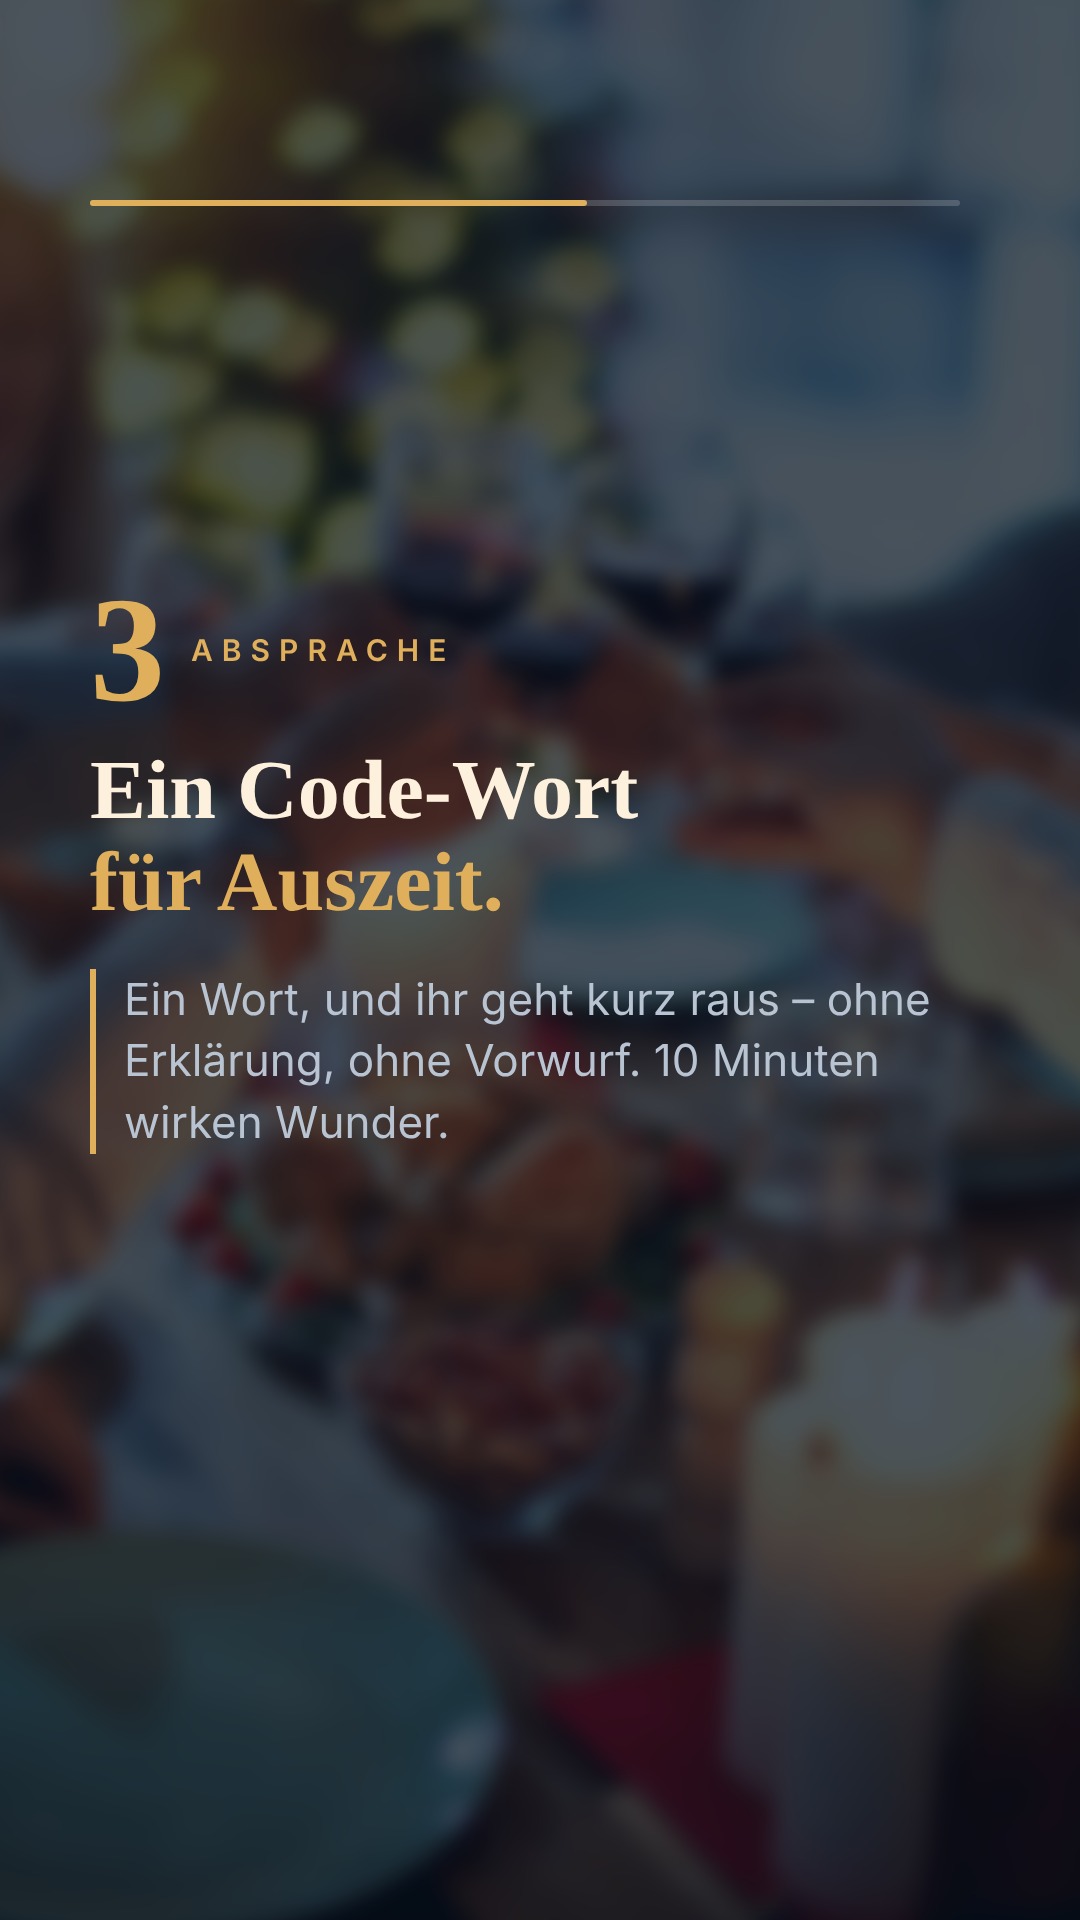 3 ABSPRACHE
Ein Code-Wort
für Auszeit.
Ein Wort, und ihr geht kurz raus – ohne
Erklärung, ohne Vorwurf. 10 Minuten
wirken Wunder.